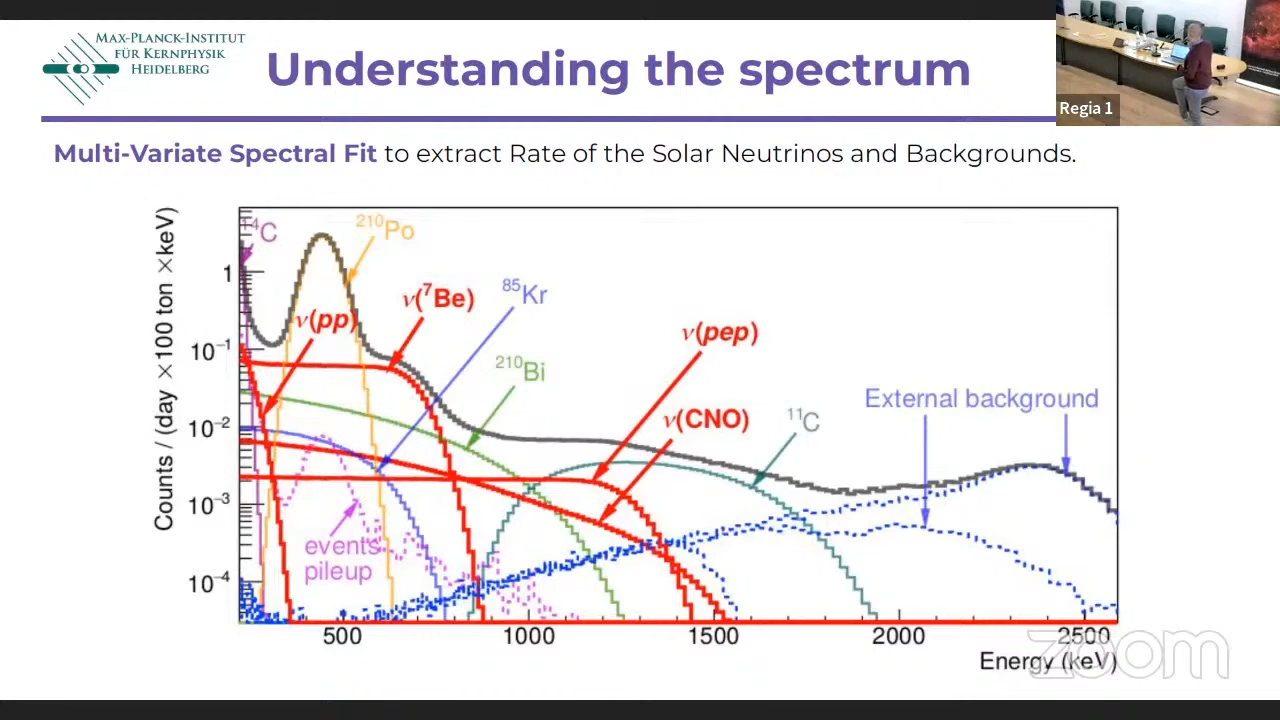 MAX-PLANCK-INSTITUT
FÜR KERNPHYSIK
HEIDELBERG
Understanding the spectrum
Regia 1
Multi-Variate Spectral Fit to extract Rate of the Solar Neutrinos and Backgrounds.
Counts / (day ×100 ton ×keV)
¹⁴C
²¹⁰Po
ν(⁷Be)
⁸⁵Kr
ν(pp)
ν(pep)
²¹⁰Bi
External background
ν(CNO)
¹¹C
events
pileup
1
10⁻¹
10⁻²
10⁻³
10⁻⁴
500 1000 1500 2000 2500
Energy (keV)
zoom